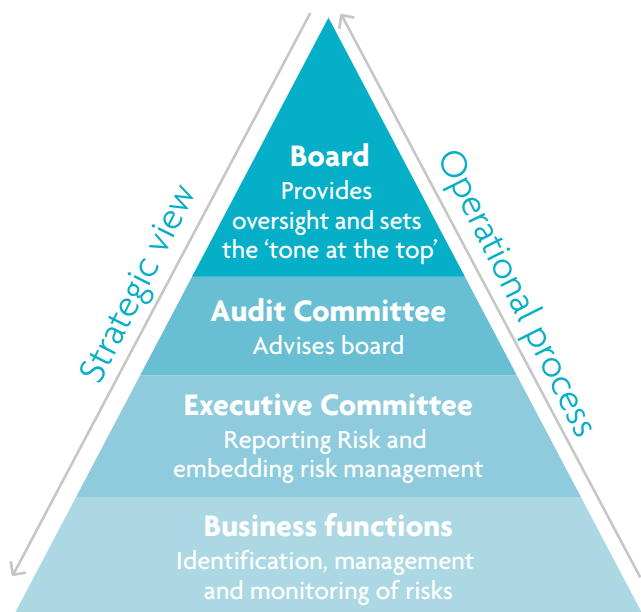 Board
Provides
oversight and sets
the ‘tone at the top’
Audit Committee
Advises board
Executive Committee
Reporting Risk and
embedding risk management
Business functions
Identification, management
and monitoring of risks
Strategic view
Operational process